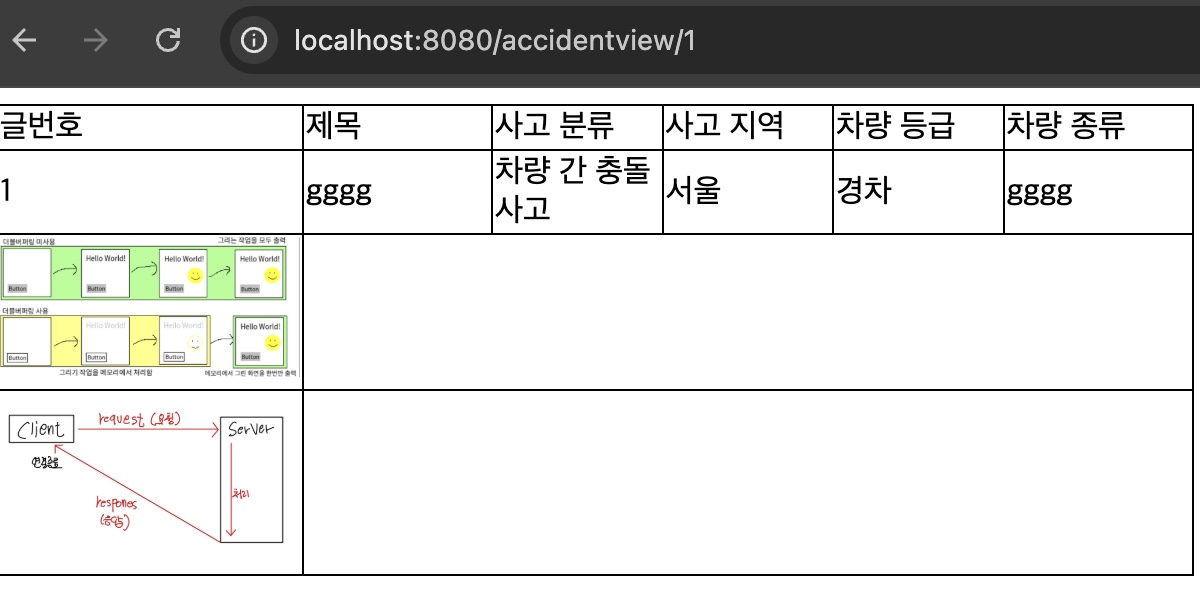 localhost:8080/accidentview/1
글번호 제목 사고 분류 사고 지역 차량 등급 차량 종류
1 gggg 차량 간 충돌 서울 경차 gggg
사고
더블버퍼링 미사용 그리는 작업을 모두 출력
Hello World! Hello World! Hello World!
Button Button Button Button
더블버퍼링 사용
Hello World! Hello World! Hello World!
Button Button Button Button
그리기 작업을 메모리에서 처리함 메모리에서 그린 화면을 한번만 출력
request (요청)
Client Server
연결종료
처리
respones
(응답)